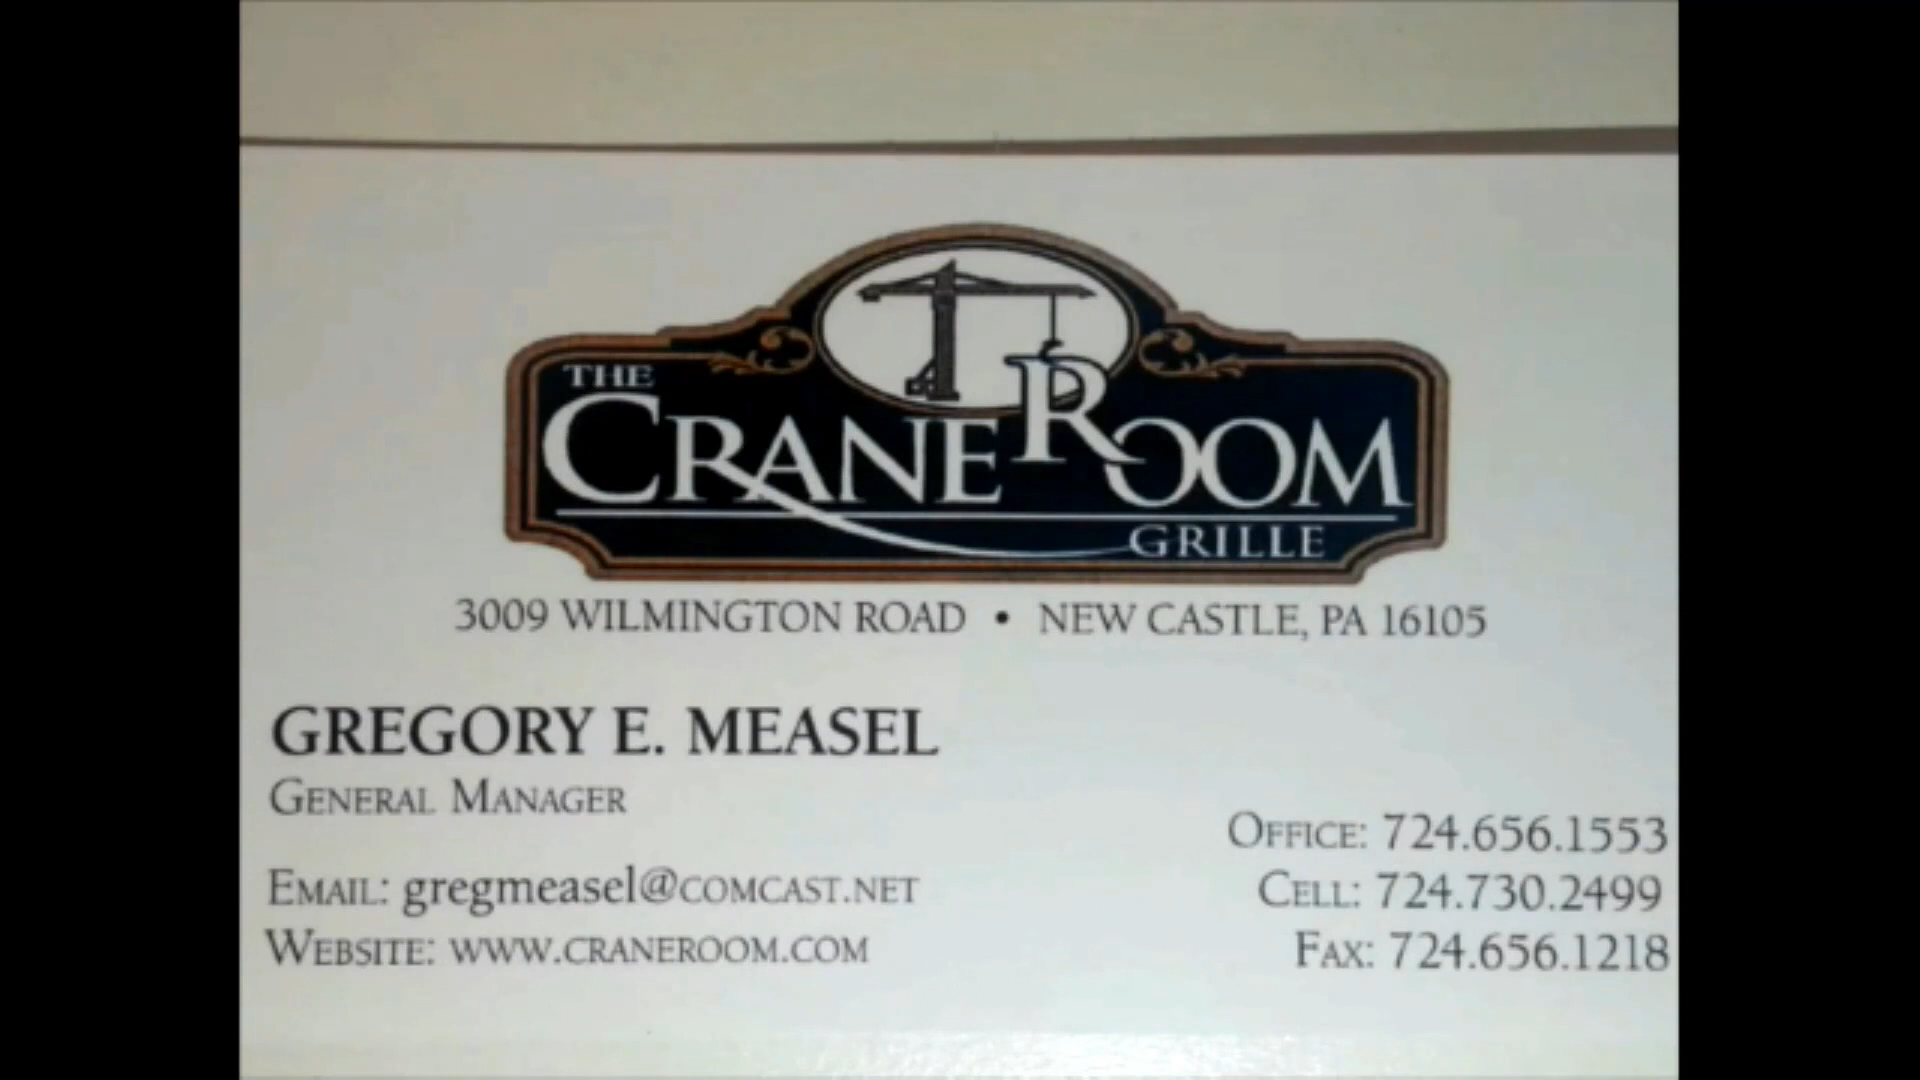 THE
CRANE ROOM
GRILLE
3009 WILMINGTON ROAD • NEW CASTLE, PA 16105
GREGORY E. MEASEL
GENERAL MANAGER
EMAIL: gregmeasel@COMCAST.NET
WEBSITE: WWW.CRANEROOM.COM
OFFICE: 724.656.1553
CELL: 724.730.2499
FAX: 724.656.1218